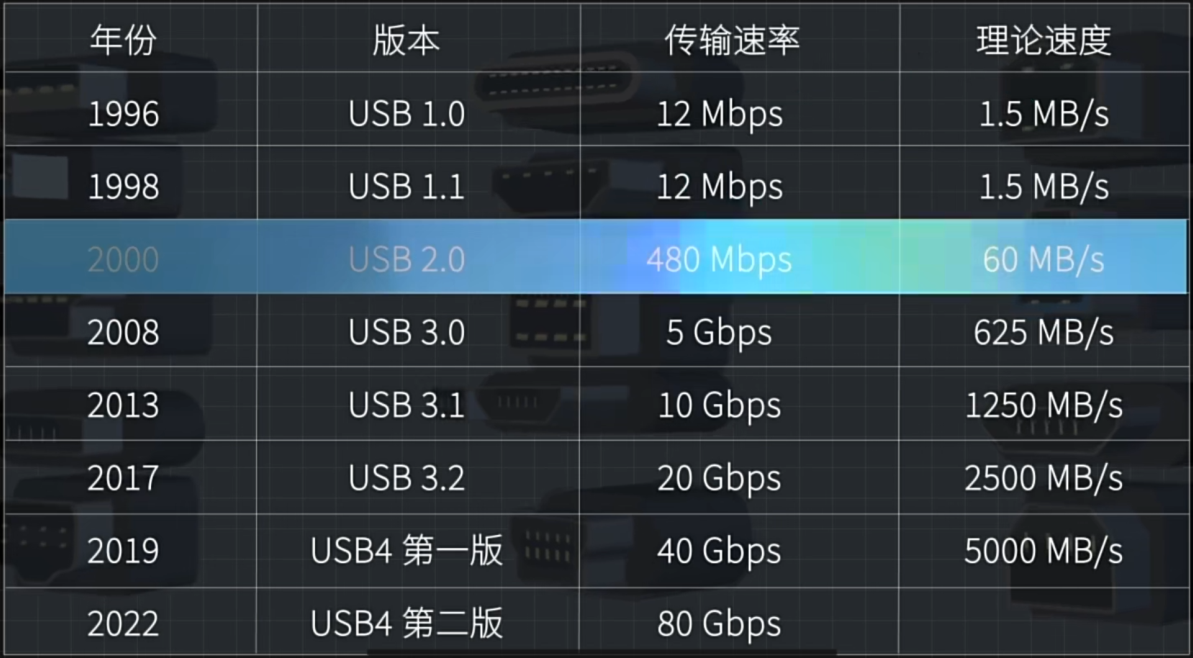 年份 版本 传输速率 理论速度
1996 USB 1.0 12 Mbps 1.5 MB/s
1998 USB 1.1 12 Mbps 1.5 MB/s
2000 USB 2.0 480 Mbps 60 MB/s
2008 USB 3.0 5 Gbps 625 MB/s
2013 USB 3.1 10 Gbps 1250 MB/s
2017 USB 3.2 20 Gbps 2500 MB/s
2019 USB4 第一版 40 Gbps 5000 MB/s
2022 USB4 第二版 80 Gbps